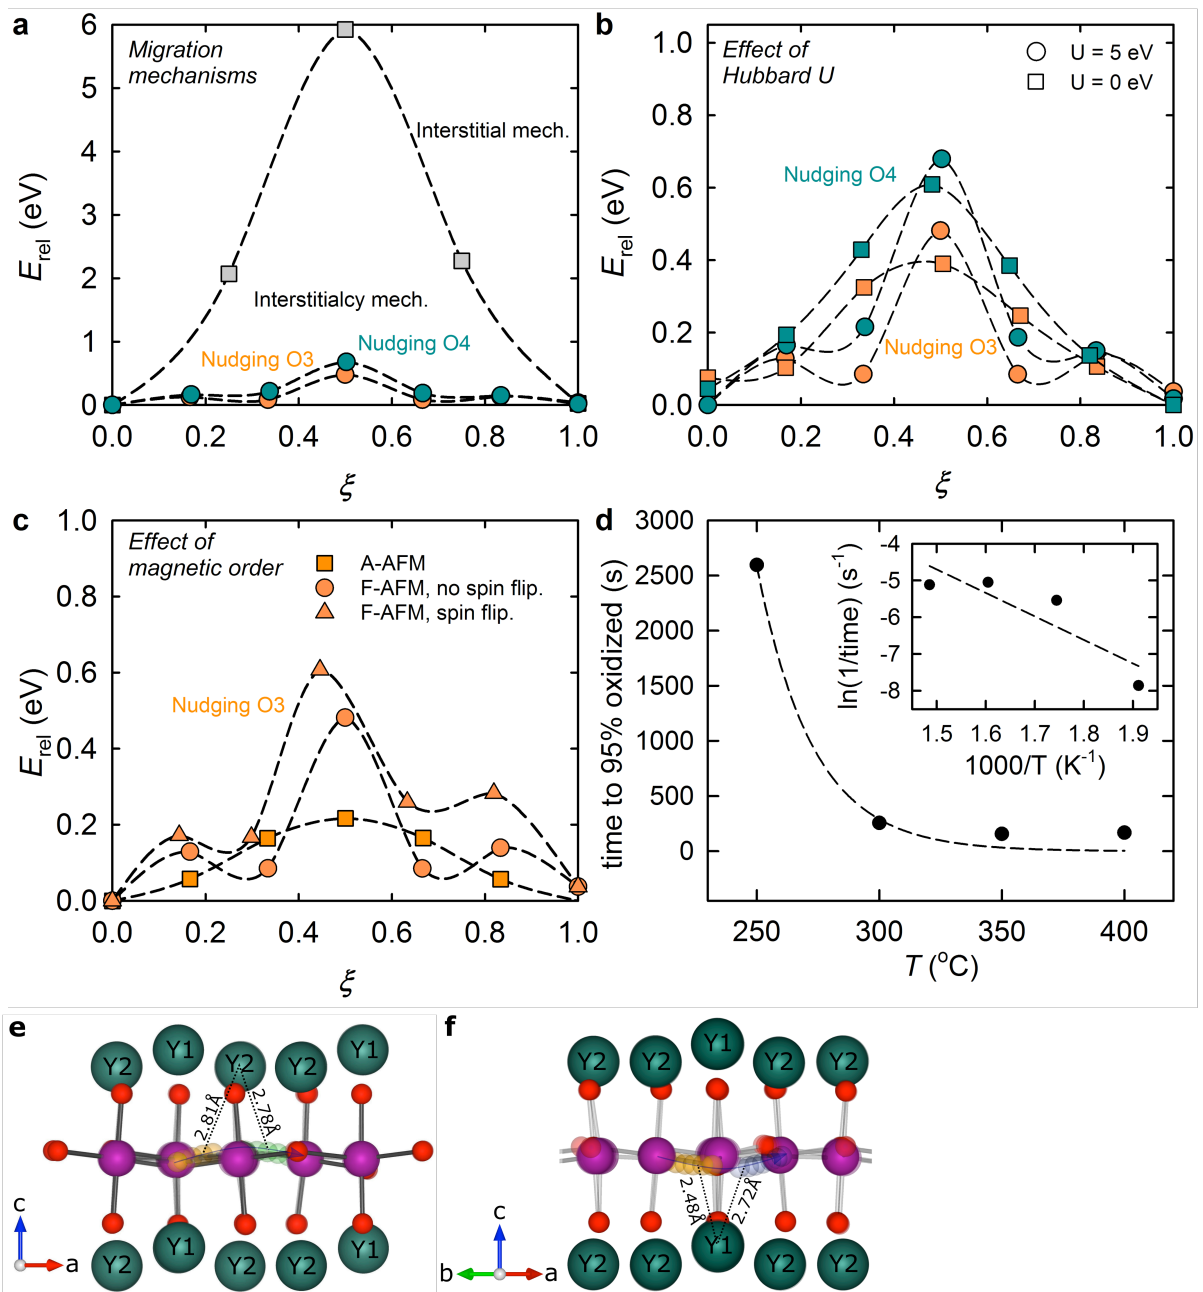 a
Migration
mechanisms
Interstitial mech.
Interstitialcy mech.
Nudging O3
Nudging O4
E_rel (eV)
6
5
4
3
2
1
0
0.0 0.2 0.4 0.6 0.8 1.0
ξ
b
Effect of
Hubbard U
U = 5 eV
U = 0 eV
Nudging O4
Nudging O3
E_rel (eV)
1.0
0.8
0.6
0.4
0.2
0.0
0.0 0.2 0.4 0.6 0.8 1.0
ξ
c
Effect of
magnetic order
A-AFM
F-AFM, no spin flip.
F-AFM, spin flip.
Nudging O3
E_rel (eV)
1.0
0.8
0.6
0.4
0.2
0.0
0.0 0.2 0.4 0.6 0.8 1.0
ξ
d
time to 95% oxidized (s)
3000
2500
2000
1500
1000
500
0
250 300 350 400
T (°C)
ln(1/time) (s⁻¹)
-4
-5
-6
-7
-8
1.5 1.6 1.7 1.8 1.9
1000/T (K⁻¹)
e
Y2 Y1 Y2 Y2 Y1
2.81Å 2.78Å
Y2 Y1 Y2 Y2 Y1
c
a
f
Y2 Y2 Y1 Y2 Y2
2.48Å 2.72Å
Y2 Y2 Y1 Y2 Y2
c
b a